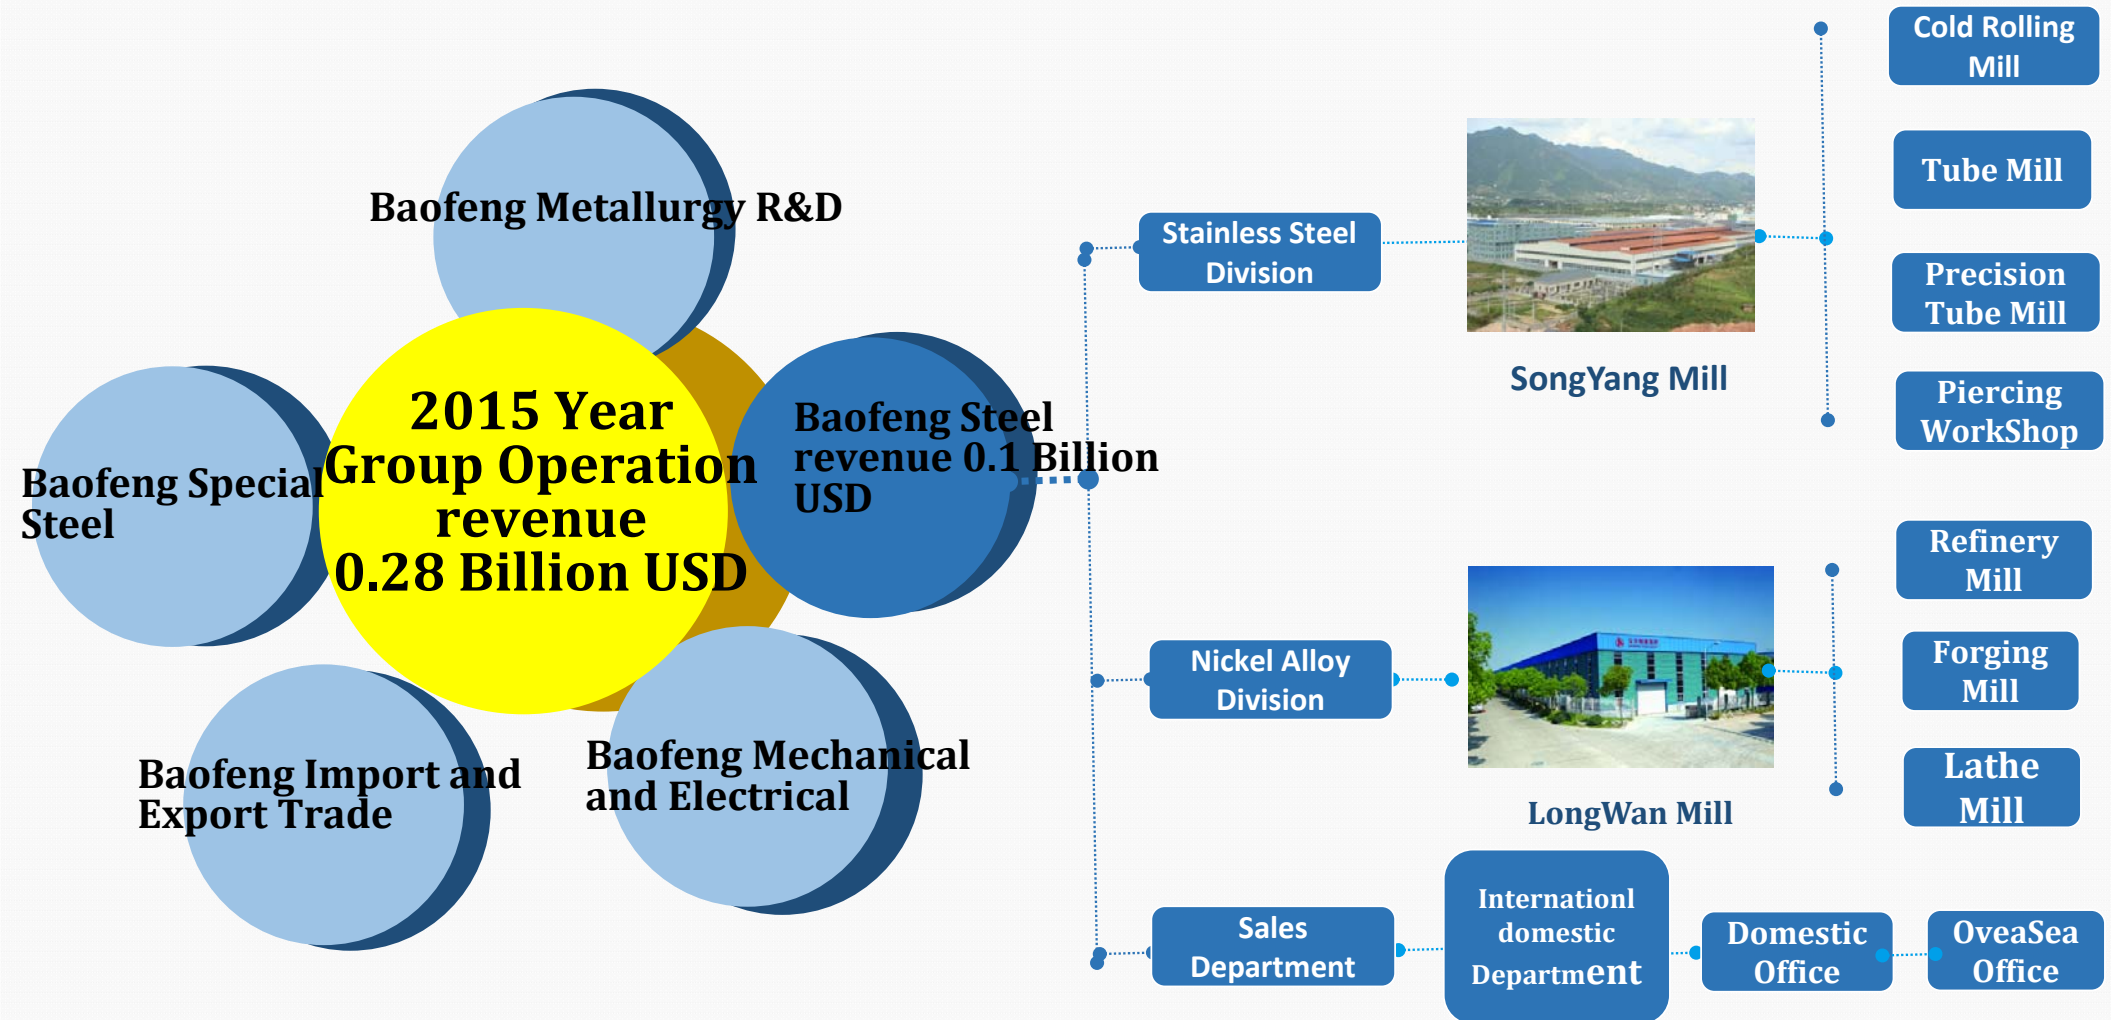 Baofeng Metallurgy R&D
2015 Year
Group Operation
revenue
0.28 Billion USD
Baofeng Special
Steel
Baofeng Steel
revenue 0.1 Billion
USD
Baofeng Import and
Export Trade
Baofeng Mechanical
and Electrical
Stainless Steel
Division
SongYang Mill
Cold Rolling
Mill
Tube Mill
Precision
Tube Mill
Piercing
WorkShop
Nickel Alloy
Division
LongWan Mill
Refinery
Mill
Forging
Mill
Lathe
Mill
Sales
Department
Internationl
domestic
Department
Domestic
Office
OveaSea
Office